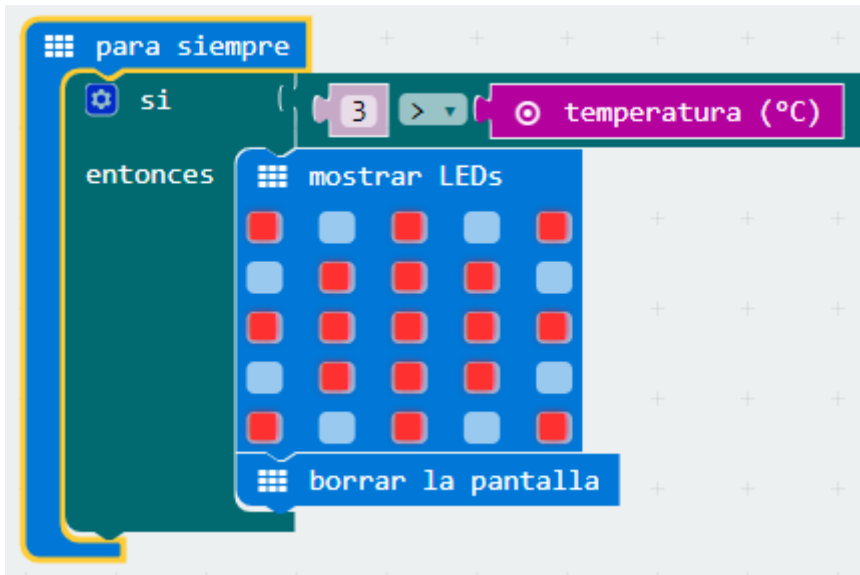 para siempre
si 3 > temperatura (°C)
entonces mostrar LEDs
borrar la pantalla